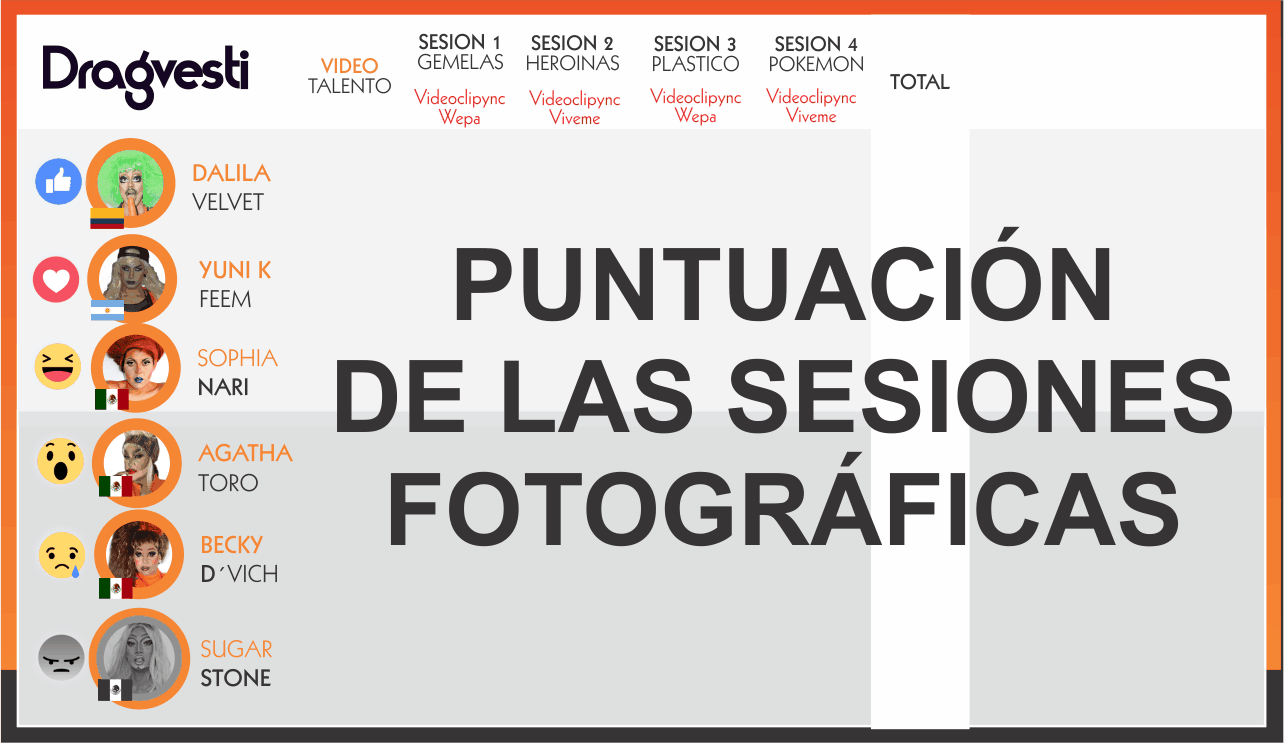 Dragvesti
VIDEO
TALENTO
SESION 1
GEMELAS
Videoclipync
Wepa
SESION 2
HEROINAS
Videoclipync
Viveme
SESION 3
PLASTICO
Videoclipync
Wepa
SESION 4
POKEMON
Videoclipync
Viveme
TOTAL
DALILA
VELVET
YUNI K
FEEM
SOPHIA
NARI
AGATHA
TORO
BECKY
D´VICH
SUGAR
STONE
PUNTUACIÓN
DE LAS SESIONES
FOTOGRÁFICAS